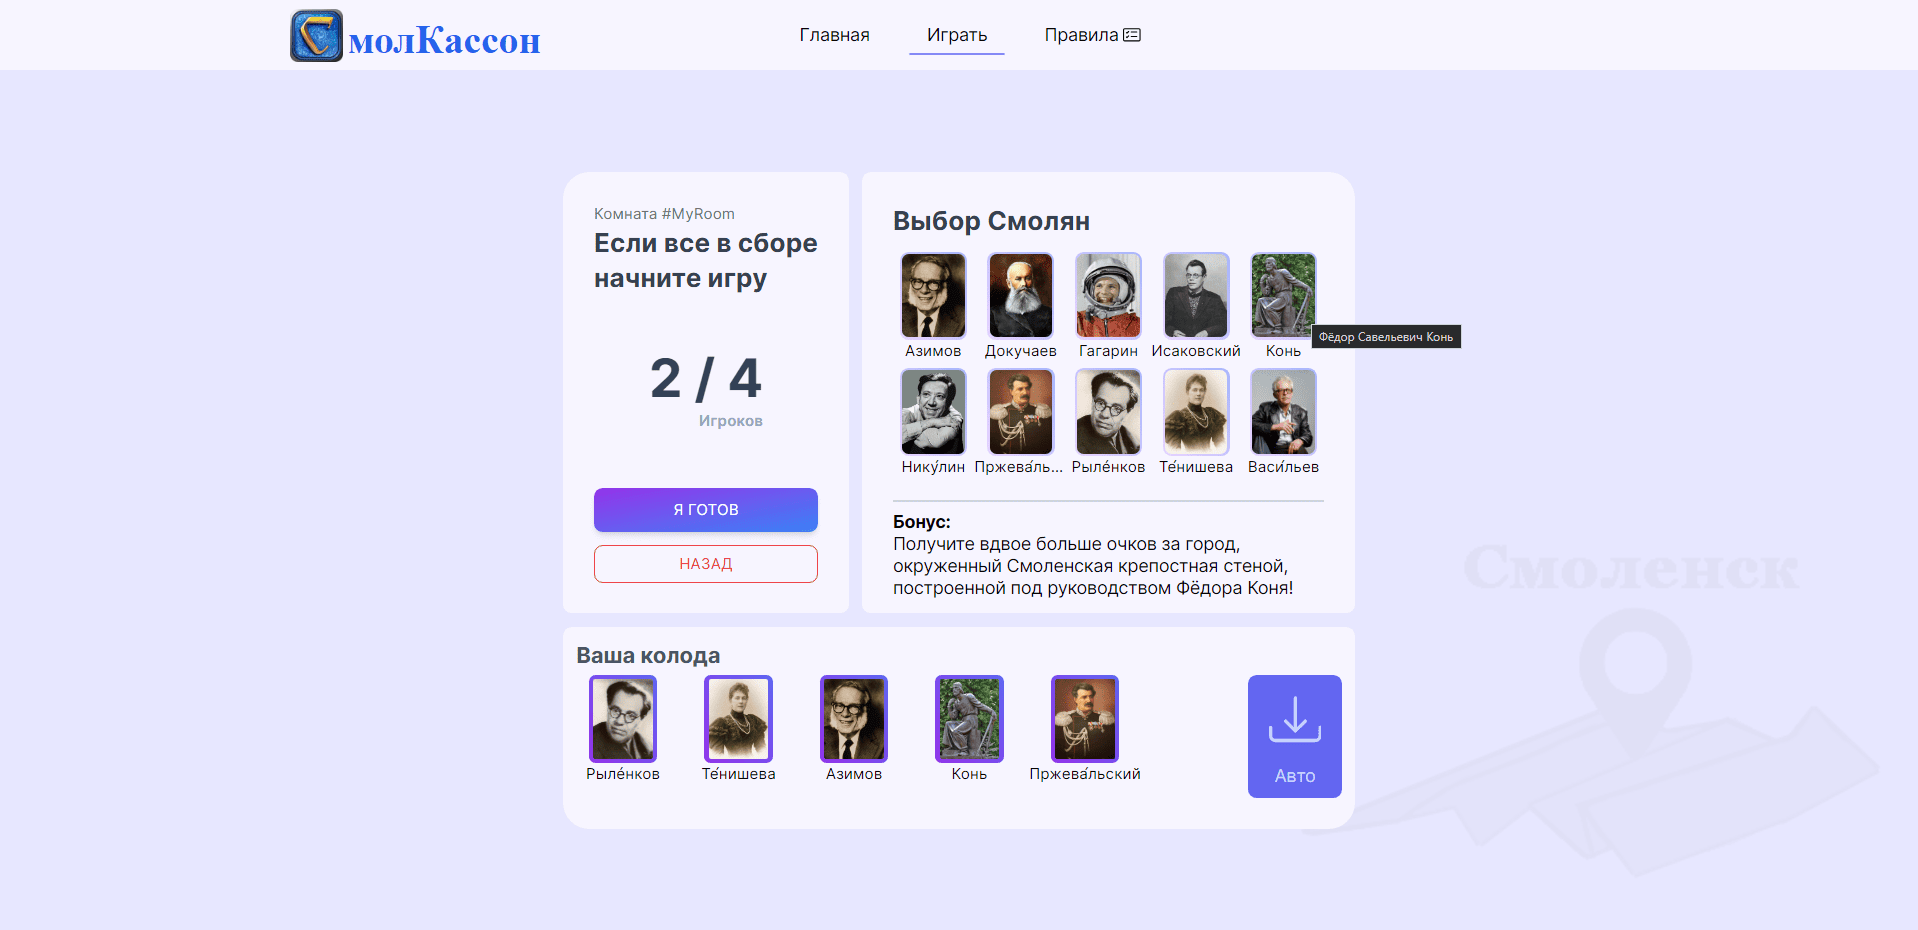 молКассон
Главная
Играть
Правила
Комната #MyRoom
Если все в сборе
начните игру
2 / 4
Игроков
Я ГОТОВ
НАЗАД
Выбор Смолян
Азимов
Докучаев
Гагарин
Исаковский
Конь
Фёдор Савельевич Конь
Нику́лин
Пржева́ль...
Рыле́нков
Те́нишева
Васи́льев
Бонус:
Получите вдвое больше очков за город,
окруженный Смоленская крепостная стеной,
построенной под руководством Фёдора Коня!
Смоленск
Ваша колода
Рыле́нков
Те́нишева
Азимов
Конь
Пржева́льский
Авто